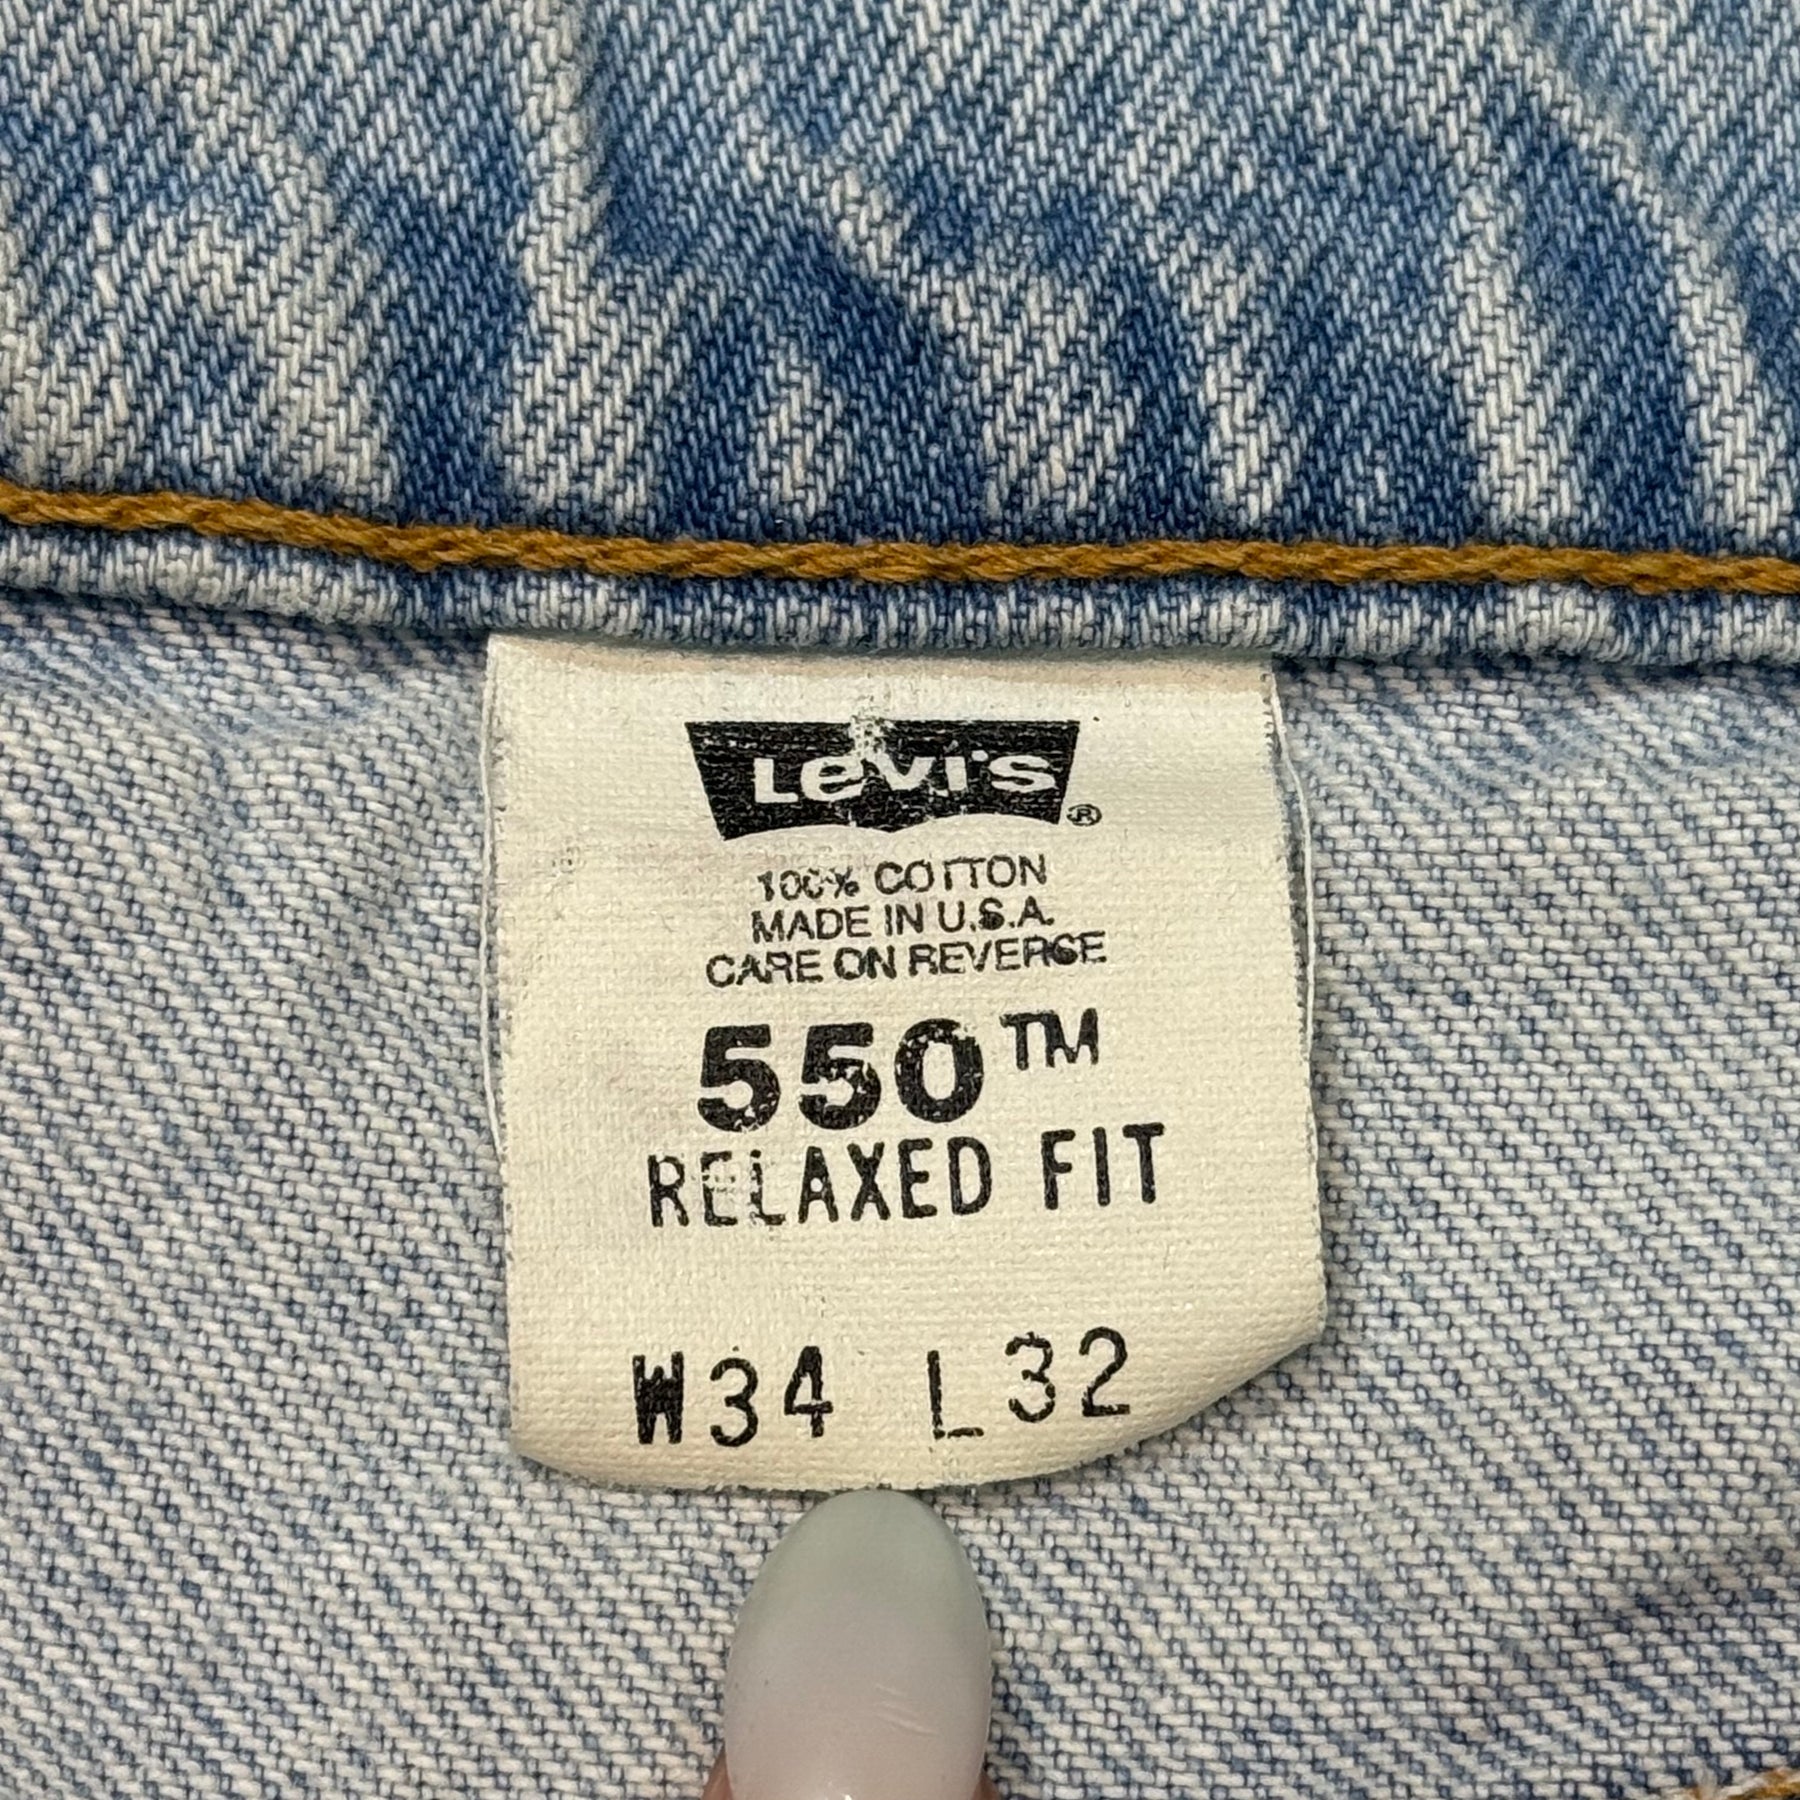 Levi's ®
100% COTTON
MADE IN U.S.A.
CARE ON REVERSE
550™
RELAXED FIT
W34 L32